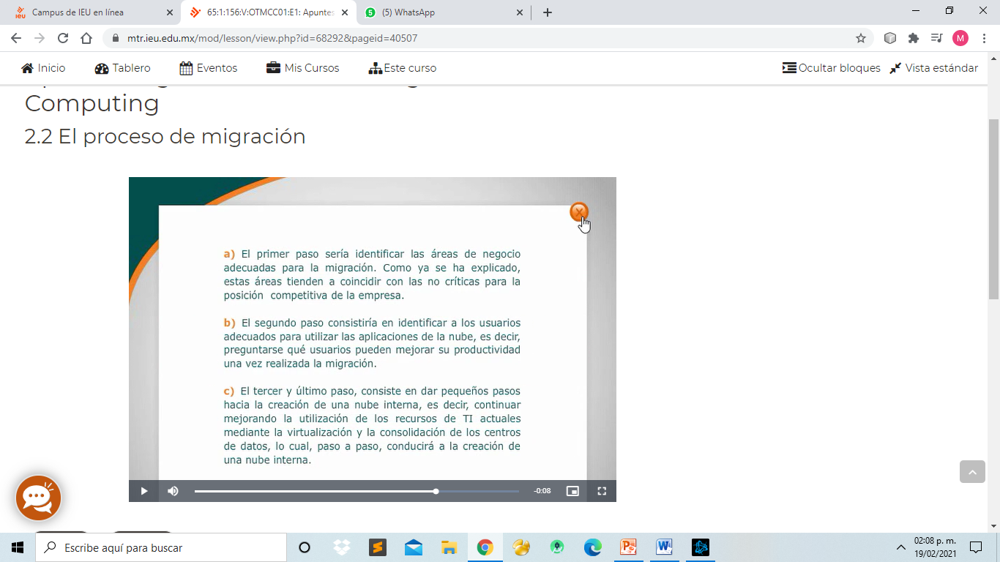 Campus de IEU en línea
65:1:156:V:OTMCC01:E1: Apuntes
(5) WhatsApp
mtr.ieu.edu.mx/mod/lesson/view.php?id=68292&pageid=40507
M
Inicio
Tablero
Eventos
Mis Cursos
Este curso
Ocultar bloques
Vista estándar
Computing
2.2 El proceso de migración
a) El primer paso sería identificar las áreas de negocio
adecuadas para la migración. Como ya se ha explicado,
estas áreas tienden a coincidir con las no críticas para la
posición competitiva de la empresa.
b) El segundo paso consistiría en identificar a los usuarios
adecuados para utilizar las aplicaciones de la nube, es decir,
preguntarse qué usuarios pueden mejorar su productividad
una vez realizada la migración.
c) El tercer y último paso, consiste en dar pequeños pasos
hacia la creación de una nube interna, es decir, continuar
mejorando la utilización de los recursos de TI actuales
mediante la virtualización y la consolidación de los centros
de datos, lo cual, paso a paso, conducirá a la creación de
una nube interna.
-0:08
Escribe aquí para buscar
02:08 p. m.
19/02/2021